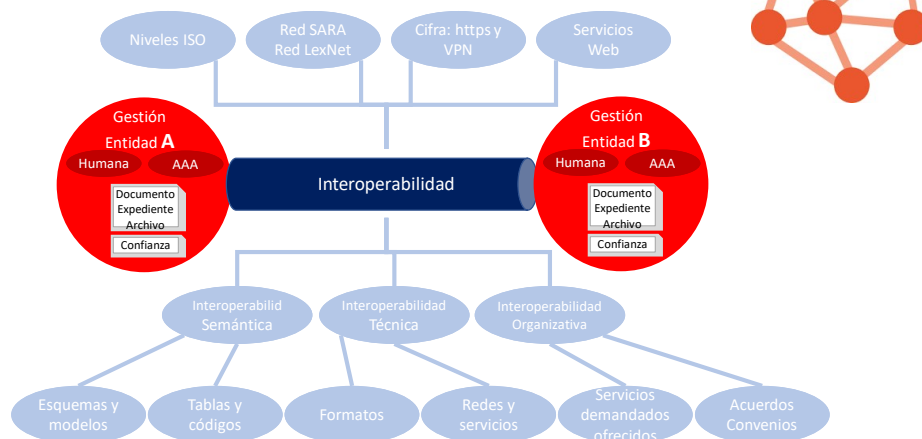 Niveles ISO
Red SARA
Red LexNet
Cifra: https y
VPN
Servicios
Web
Gestión
Entidad A
Humana
AAA
Documento
Expediente
Archivo
Confianza
Interoperabilidad
Gestión
Entidad B
Humana
AAA
Documento
Expediente
Archivo
Confianza
Interoperabilid
Semántica
Interoperabilidad
Técnica
Interoperabilidad
Organizativa
Esquemas y
modelos
Tablas y
códigos
Formatos
Redes y
servicios
Servicios
demandados
ofrecidos
Acuerdos
Convenios